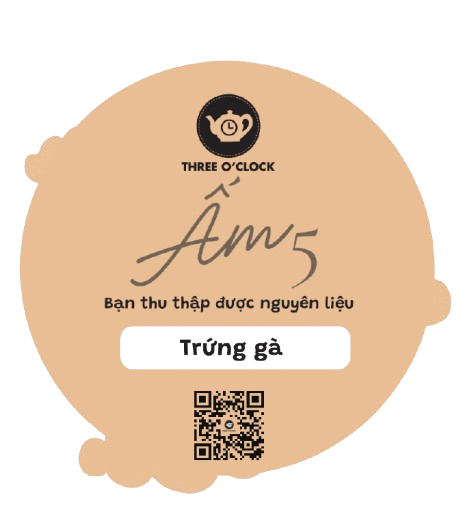 THREE O'CLOCK
Ấm 5
Bạn thu thập được nguyên liệu
Trứng gà